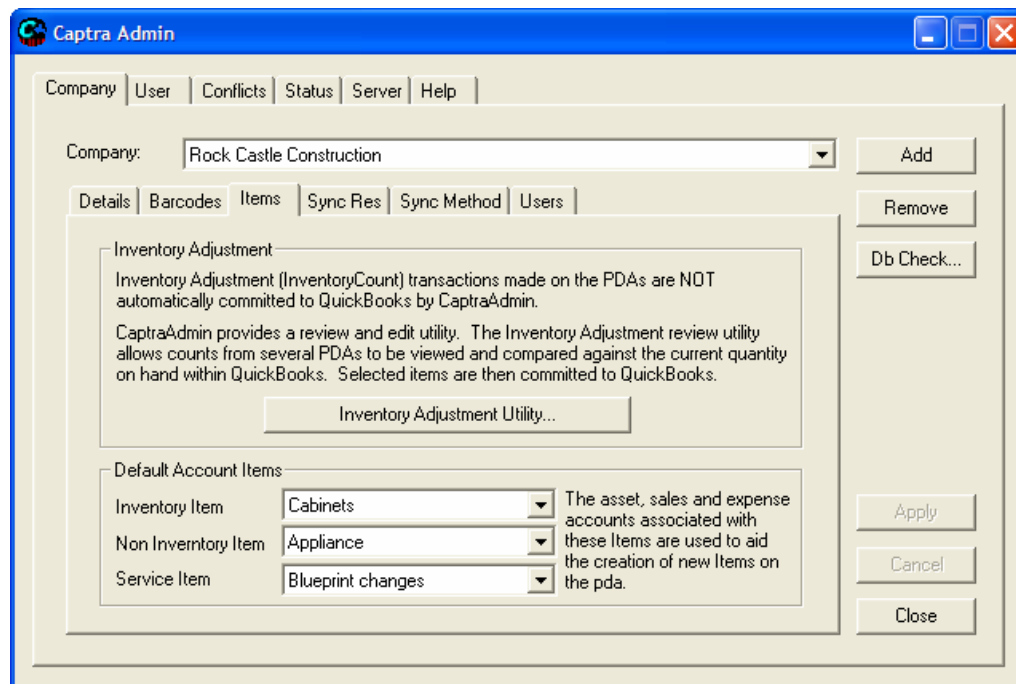 Captra Admin
Company User Conflicts Status Server Help
Company: Rock Castle Construction Add
Details Barcodes Items Sync Res Sync Method Users
Remove
Db Check...
Inventory Adjustment
Inventory Adjustment (InventoryCount) transactions made on the PDAs are NOT
automatically committed to QuickBooks by CaptraAdmin.
CaptraAdmin provides a review and edit utility. The Inventory Adjustment review utility
allows counts from several PDAs to be viewed and compared against the current quantity
on hand within QuickBooks. Selected items are then committed to QuickBooks.
Inventory Adjustment Utility...
Default Account Items
Inventory Item Cabinets
Non Inverntory Item Appliance
Service Item Blueprint changes
The asset, sales and expense
accounts associated with
these Items are used to aid
the creation of new Items on
the pda.
Apply
Cancel
Close